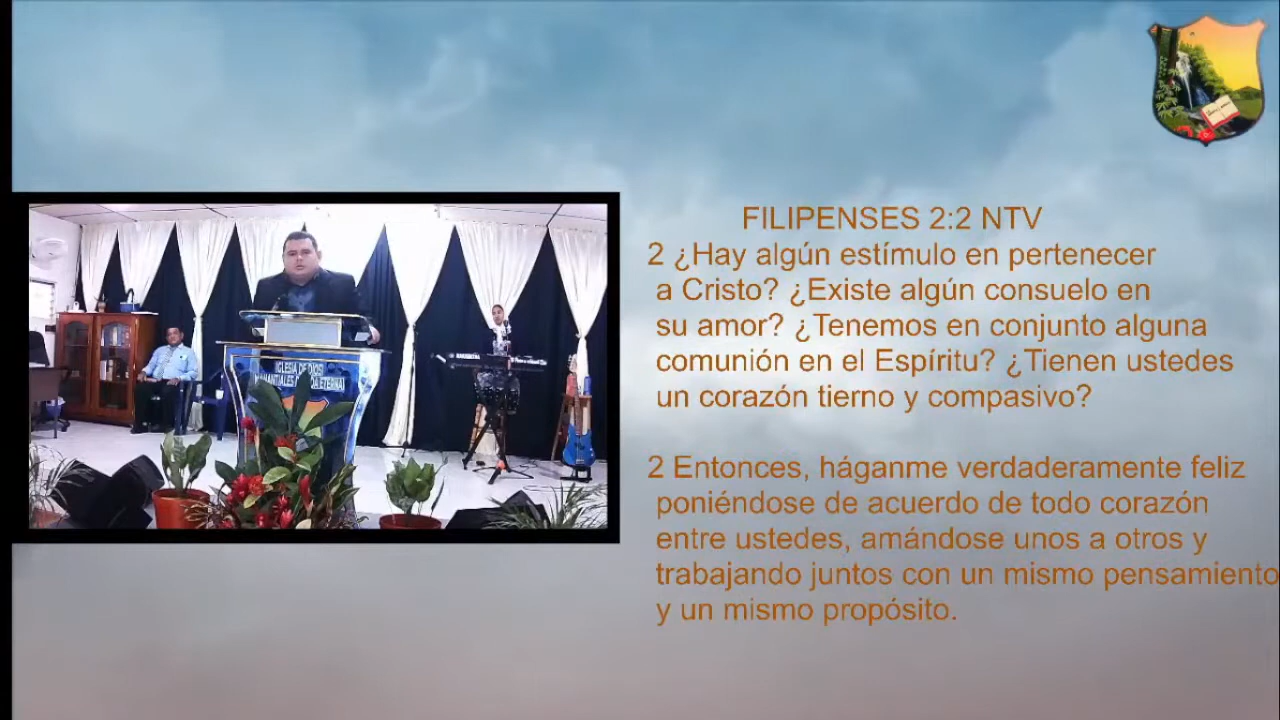 FILIPENSES 2:2 NTV
2 ¿Hay algún estímulo en pertenecer
a Cristo? ¿Existe algún consuelo en
su amor? ¿Tenemos en conjunto alguna
comunión en el Espíritu? ¿Tienen ustedes
un corazón tierno y compasivo?
2 Entonces, háganme verdaderamente feliz
poniéndose de acuerdo de todo corazón
entre ustedes, amándose unos a otros y
trabajando juntos con un mismo pensamiento
y un mismo propósito.
IGLESIA DE DIOS
MANANTIALES ETERNA